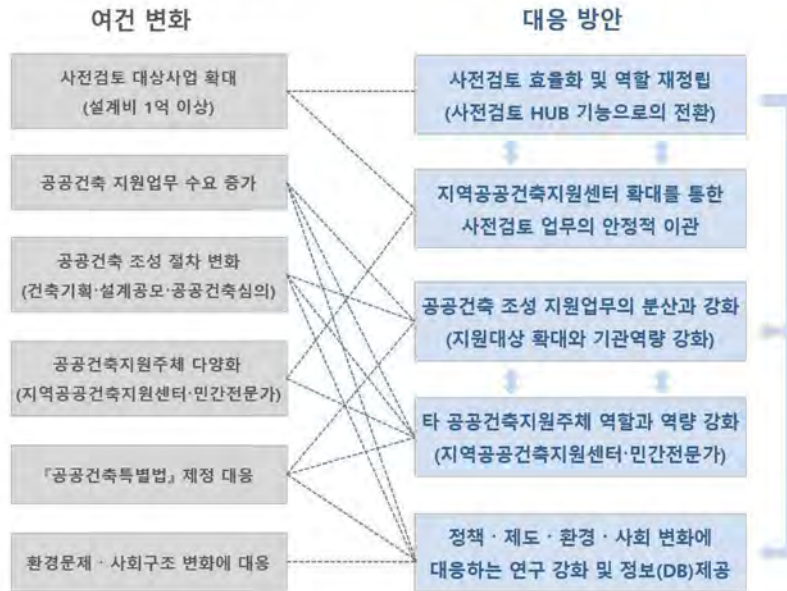 여건 변화
사전검토 대상사업 확대
(설계비 1억 이상)
공공건축 지원업무 수요 증가
공공건축 조성 절차 변화
(건축기획·설계공모·공공건축심의)
공공건축지원주체 다양화
(지역공공건축지원센터·민간전문가)
『공공건축특별법』 제정 대응
환경문제 · 사회구조 변화에 대응
대응 방안
사전검토 효율화 및 역할 재정립
(사전검토 HUB 기능으로의 전환)
지역공공건축지원센터 확대를 통한
사전검토 업무의 안정적 이관
공공건축 조성 지원업무의 분산과 강화
(지원대상 확대와 기관역량 강화)
타 공공건축지원주체 역할과 역량 강화
(지역공공건축지원센터·민간전문가)
정책 · 제도 · 환경 · 사회 변화에
대응하는 연구 강화 및 정보(DB)제공